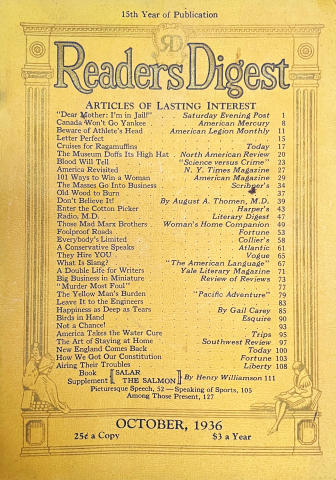 15th Year of Publication
RD
Readers Digest
ARTICLES OF LASTING INTEREST
"Dear Mother: I'm in Jail!" Saturday Evening Post 1
Canada Won't Go Yankee American Mercury 8
Beware of Athlete's Head American Legion Monthly 11
Letter Perfect 15
Cruises for Ragamuffins Today 17
The Museum Doffs Its High Hat North American Review 20
Blood Will Tell "Science versus Crime" 23
America Revisited N. Y. Times Magazine 27
101 Ways to Win a Woman American Magazine 29
The Masses Go Into Business Scribner's 34
Old Wood to Burn 37
Don't Believe It! By August A. Thomen, M.D. 39
Enter the Cotton Picker Harper's 43
Radio, M.D. Literary Digest 47
Those Mad Marx Brothers Woman's Home Companion 49
Foulproof Roads Fortune 53
Everybody's Limited Collier's 58
A Conservative Speaks Atlantic 61
They Hire YOU Vogue 65
What Is Slang? "The American Language" 67
A Double Life for Writers Yale Literary Magazine 71
Big Business in Miniature Review of Reviews 73
"Murder Most Foul" 77
The Yellow Man's Burden "Pacific Adventure" 79
Leave It to the Engineers 83
Happiness as Deep as Tears By Gail Carey 85
Birds in Hand Esquire 90
Not a Chance! 93
America Takes the Water Cure Trips 95
The Art of Staying at Home Southwest Review 97
New England Comes Back Today 100
How We Got Our Constitution Fortune 103
Airing Their Troubles Liberty 108
Book Supplement [SALAR THE SALMON] By Henry Williamson 111
Picturesque Speech, 52 — Speaking of Sports, 105
Among Those Present, 127
OCTOBER, 1936
25¢ a Copy $3 a Year